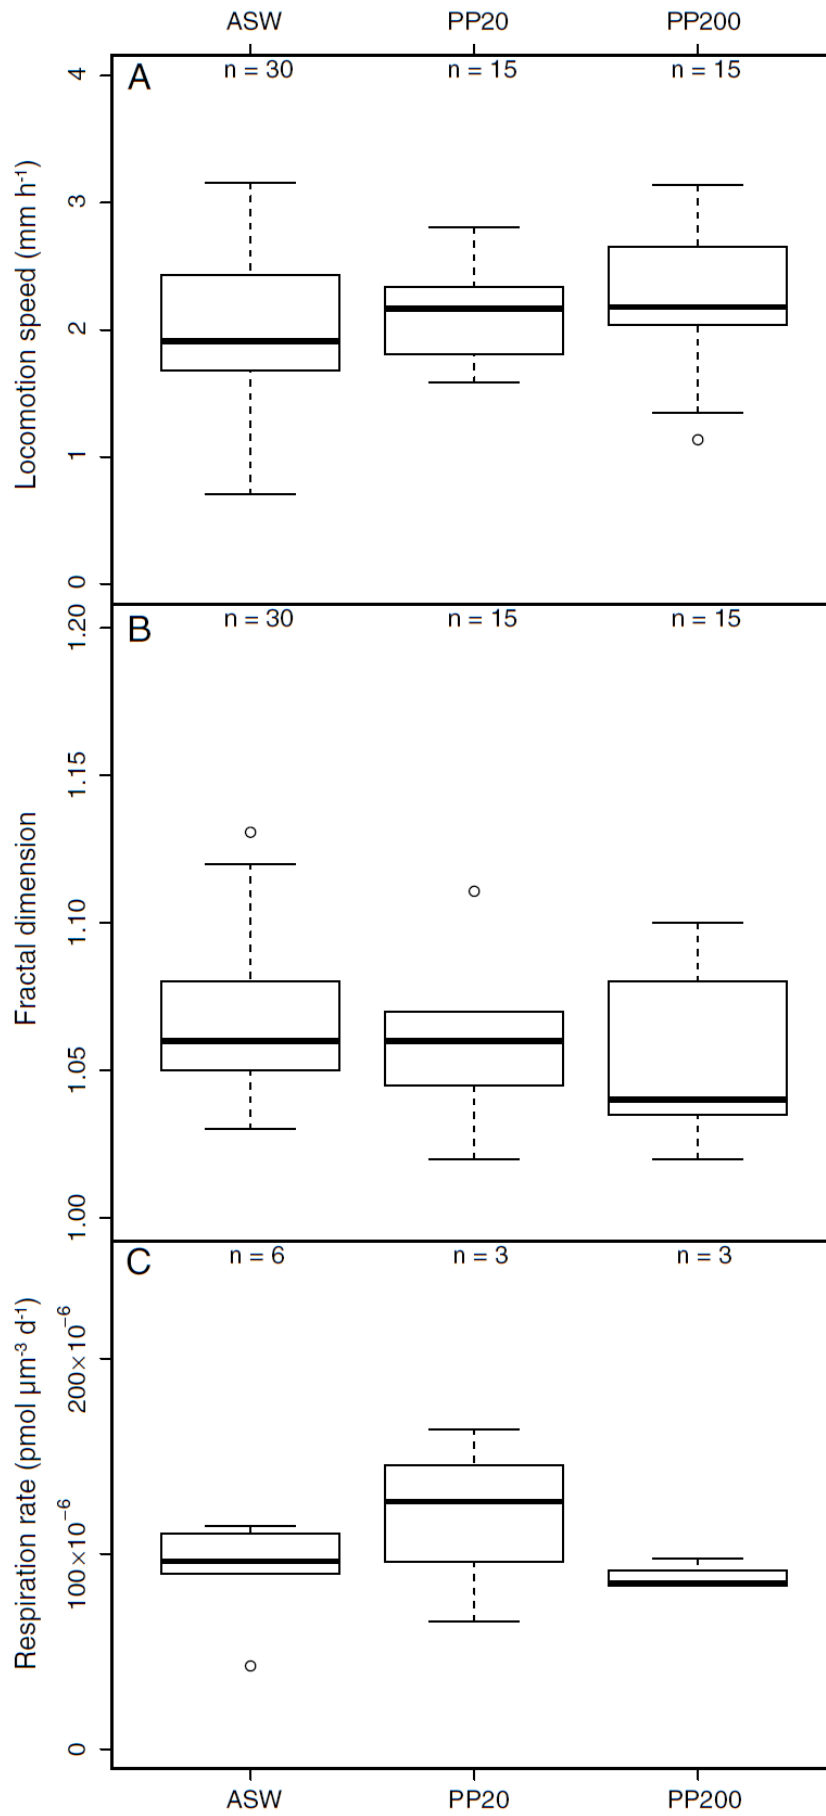 ASW PP20 PP200
A
n = 30 n = 15 n = 15
4
3
2
1
0
Locomotion speed (mm h-1)
B
n = 30 n = 15 n = 15
1.20
1.15
1.10
1.05
1.00
Fractal dimension
C
n = 6 n = 3 n = 3
200×10⁻⁶
100×10⁻⁶
0
Respiration rate (pmol µm⁻³ d⁻¹)
ASW PP20 PP200